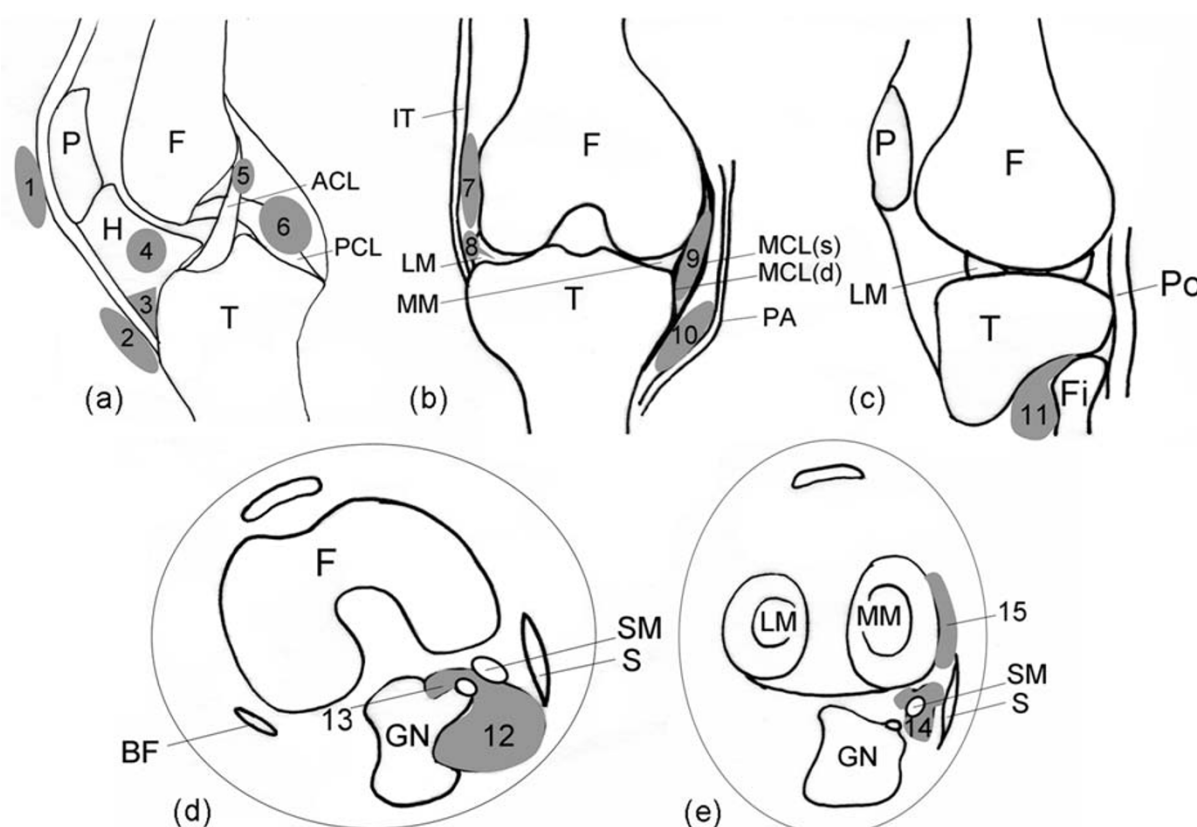 P
F
1
5
ACL
H
4
6
PCL
3
2
T
(a)
IT
F
7
8
LM
MM
9
MCL(s)
MCL(d)
T
10
PA
(b)
P
F
LM
T
Po
11
Fi
(c)
F
SM
S
13
GN
12
BF
(d)
LM
MM
15
SM
S
14
GN
(e)